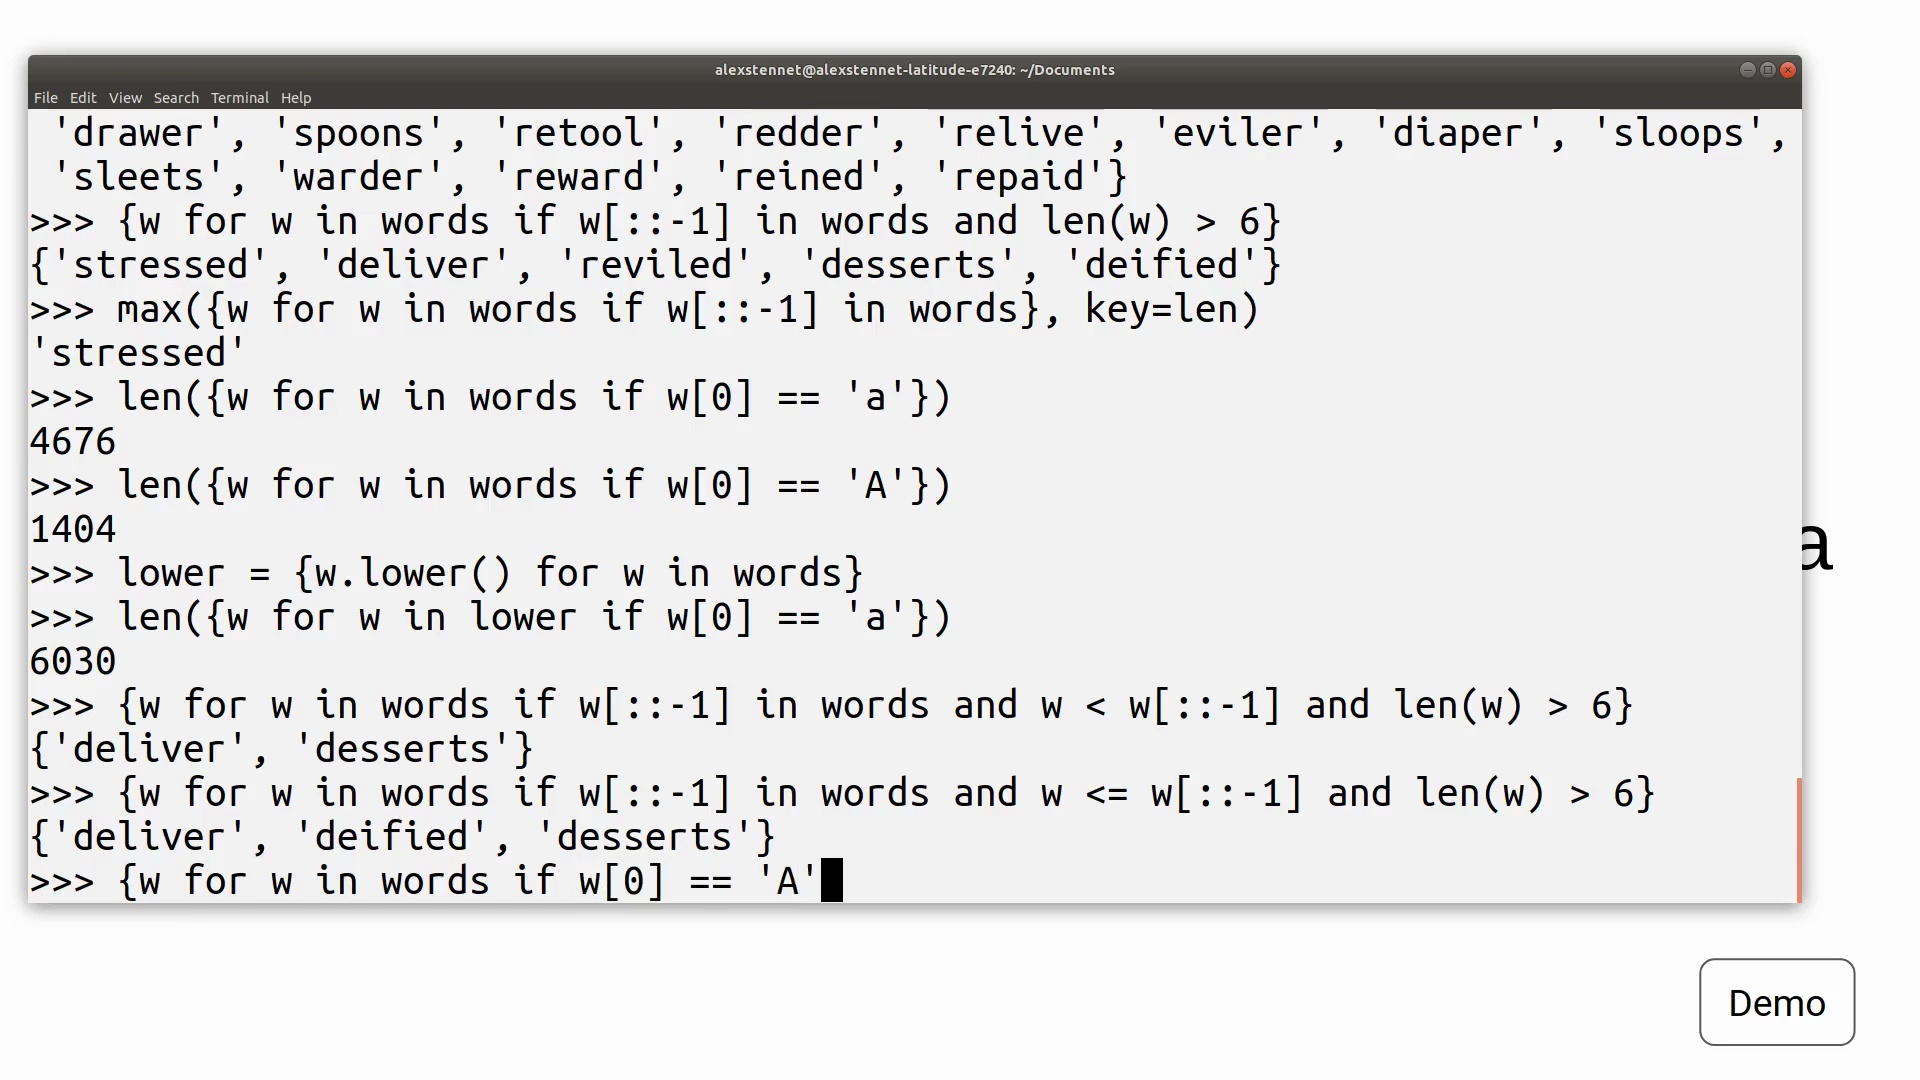 alexstennet@alexstennet-latitude-e7240: ~/Documents
File Edit View Search Terminal Help
'drawer', 'spoons', 'retool', 'redder', 'relive', 'eviler', 'diaper', 'sloops',
'sleets', 'warder', 'reward', 'reined', 'repaid'}
>>> {w for w in words if w[::-1] in words and len(w) > 6}
{'stressed', 'deliver', 'reviled', 'desserts', 'deified'}
>>> max({w for w in words if w[::-1] in words}, key=len)
'stressed'
>>> len({w for w in words if w[0] == 'a'})
4676
>>> len({w for w in words if w[0] == 'A'})
1404
>>> lower = {w.lower() for w in words}
>>> len({w for w in lower if w[0] == 'a'})
6030
>>> {w for w in words if w[::-1] in words and w < w[::-1] and len(w) > 6}
{'deliver', 'desserts'}
>>> {w for w in words if w[::-1] in words and w <= w[::-1] and len(w) > 6}
{'deliver', 'deified', 'desserts'}
>>> {w for w in words if w[0] == 'A'
a
Demo